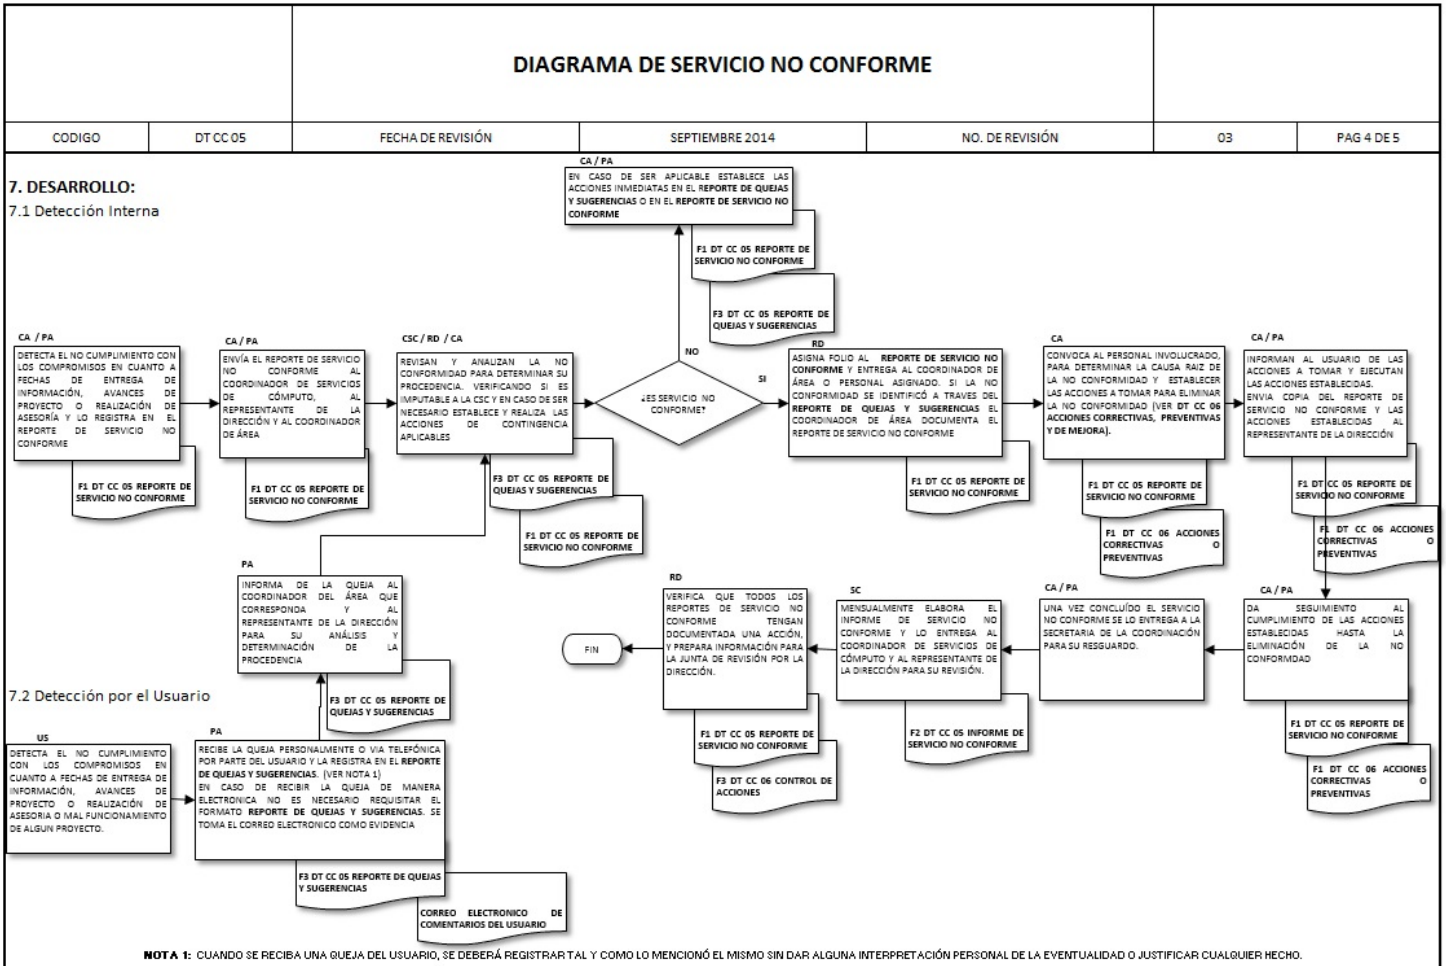 DIAGRAMA DE SERVICIO NO CONFORME
CODIGO
DT CC 05
FECHA DE REVISIÓN
SEPTIEMBRE 2014
NO. DE REVISIÓN
03
PAG 4 DE 5
7. DESARROLLO:
7.1 Detección Interna
CA / PA
EN CASO DE SER APLICABLE ESTABLECE LAS
ACCIONES INMEDIATAS EN EL REPORTE DE QUEJAS
Y SUGERENCIAS O EN EL REPORTE DE SERVICIO NO
CONFORME
F1 DT CC 05 REPORTE DE
SERVICIO NO CONFORME
F3 DT CC 05 REPORTE DE
QUEJAS Y SUGERENCIAS
CA / PA
DETECTA EL NO CUMPLIMIENTO CON
LOS COMPROMISOS EN CUANTO A
FECHAS DE ENTREGA DE
INFORMACIÓN, AVANCES DE
PROYECTO O REALIZACIÓN DE
ASESORÍA Y LO REGISTRA EN EL
REPORTE DE SERVICIO NO
CONFORME
F1 DT CC 05 REPORTE DE
SERVICIO NO CONFORME
CA / PA
ENVÍA EL REPORTE DE SERVICIO
NO CONFORME AL
COORDINADOR DE SERVICIOS
DE CÓMPUTO, AL
REPRESENTANTE DE LA
DIRECCIÓN Y AL COORDINADOR
DE ÁREA
F1 DT CC 05 REPORTE DE
SERVICIO NO CONFORME
CSC / RD / CA
REVISAN Y ANALIZAN LA NO
CONFORMIDAD PARA DETERMINAR SU
PROCEDENCIA. VERIFICANDO SI ES
IMPUTABLE A LA CSC Y EN CASO DE SER
NECESARIO ESTABLECE Y REALIZA LAS
ACCIONES DE CONTINGENCIA
APLICABLES
F3 DT CC 05 REPORTE DE
QUEJAS Y SUGERENCIAS
F1 DT CC 05 REPORTE DE
SERVICIO NO CONFORME
¿ES SERVICIO NO
CONFORME?
NO
SI
RD
ASIGNA FOLIO AL REPORTE DE SERVICIO NO
CONFORME Y ENTREGA AL COORDINADOR DE
ÁREA O PERSONAL ASIGNADO. SI LA NO
CONFORMIDAD SE IDENTIFICÓ A TRAVES DEL
REPORTE DE QUEJAS Y SUGERENCIAS EL
COORDINADOR DE ÁREA DOCUMENTA EL
REPORTE DE SERVICIO NO CONFORME
F1 DT CC 05 REPORTE DE
SERVICIO NO CONFORME
CA
CONVOCA AL PERSONAL INVOLUCRADO,
PARA DETERMINAR LA CAUSA RAIZ DE
LA NO CONFORMIDAD Y ESTABLECER
LAS ACCIONES A TOMAR PARA ELIMINAR
LA NO CONFORMIDAD (VER DT CC 06
ACCIONES CORRECTIVAS, PREVENTIVAS
Y DE MEJORA).
F1 DT CC 05 REPORTE DE
SERVICIO NO CONFORME
F1 DT CC 06 ACCIONES
CORRECTIVAS O
PREVENTIVAS
CA / PA
INFORMAN AL USUARIO DE LAS
ACCIONES A TOMAR Y EJECUTAN
LAS ACCIONES ESTABLECIDAS.
ENVIA COPIA DEL REPORTE DE
SERVICIO NO CONFORME Y LAS
ACCIONES ESTABLECIDAS AL
REPRESENTANTE DE LA DIRECCIÓN
F1 DT CC 05 REPORTE DE
SERVICIO NO CONFORME
F1 DT CC 06 ACCIONES
CORRECTIVAS O
PREVENTIVAS
CA / PA
DA SEGUIMIENTO AL
CUMPLIMIENTO DE LAS ACCIONES
ESTABLECIDAS HASTA LA
ELIMINACIÓN DE LA NO
CONFORMDAD
F1 DT CC 05 REPORTE DE
SERVICIO NO CONFORME
F1 DT CC 06 ACCIONES
CORRECTIVAS O
PREVENTIVAS
CA / PA
UNA VEZ CONCLUÍDO EL SERVICIO
NO CONFORME SE LO ENTREGA A LA
SECRETARIA DE LA COORDINACIÓN
PARA SU RESGUARDO.
SC
MENSUALMENTE ELABORA EL
INFORME DE SERVICIO NO
CONFORME Y LO ENTREGA AL
COORDINADOR DE SERVICIOS DE
CÓMPUTO Y AL REPRESENTANTE DE
LA DIRECCIÓN PARA SU REVISIÓN.
F2 DT CC 05 INFORME DE
SERVICIO NO CONFORME
RD
VERIFICA QUE TODOS LOS
REPORTES DE SERVICIO NO
CONFORME TENGAN
DOCUMENTADA UNA ACCIÓN,
Y PREPARA INFORMACIÓN PARA
LA JUNTA DE REVISIÓN POR LA
DIRECCIÓN.
F1 DT CC 05 REPORTE DE
SERVICIO NO CONFORME
F3 DT CC 06 CONTROL DE
ACCIONES
FIN
PA
INFORMA DE LA QUEJA AL
COORDINADOR DEL ÁREA QUE
CORRESPONDA Y AL
REPRESENTANTE DE LA DIRECCIÓN
PARA SU ANÁLISIS Y
DETERMINACIÓN DE LA
PROCEDENCIA
F3 DT CC 05 REPORTE DE
QUEJAS Y SUGERENCIAS
7.2 Detección por el Usuario
US
DETECTA EL NO CUMPLIMIENTO
CON LOS COMPROMISOS EN
CUANTO A FECHAS DE ENTREGA DE
INFORMACIÓN, AVANCES DE
PROYECTO O REALIZACIÓN DE
ASESORIA O MAL FUNCIONAMIENTO
DE ALGUN PROYECTO.
PA
RECIBE LA QUEJA PERSONALMENTE O VIA TELEFÓNICA
POR PARTE DEL USUARIO Y LA REGISTRA EN EL REPORTE
DE QUEJAS Y SUGERENCIAS. (VER NOTA 1)
EN CASO DE RECIBIR LA QUEJA DE MANERA
ELECTRONICA NO ES NECESARIO REQUISITAR EL
FORMATO REPORTE DE QUEJAS Y SUGERENCIAS. SE
TOMA EL CORREO ELECTRONICO COMO EVIDENCIA
F3 DT CC 05 REPORTE DE QUEJAS
Y SUGERENCIAS
CORREO ELECTRONICO DE
COMENTARIOS DEL USUARIO
NOTA 1: CUANDO SE RECIBA UNA QUEJA DEL USUARIO, SE DEBERÁ REGISTRAR TAL Y COMO LO MENCIONÓ EL MISMO SIN DAR ALGUNA INTERPRETACIÓN PERSONAL DE LA EVENTUALIDAD O JUSTIFICAR CUALQUIER HECHO.